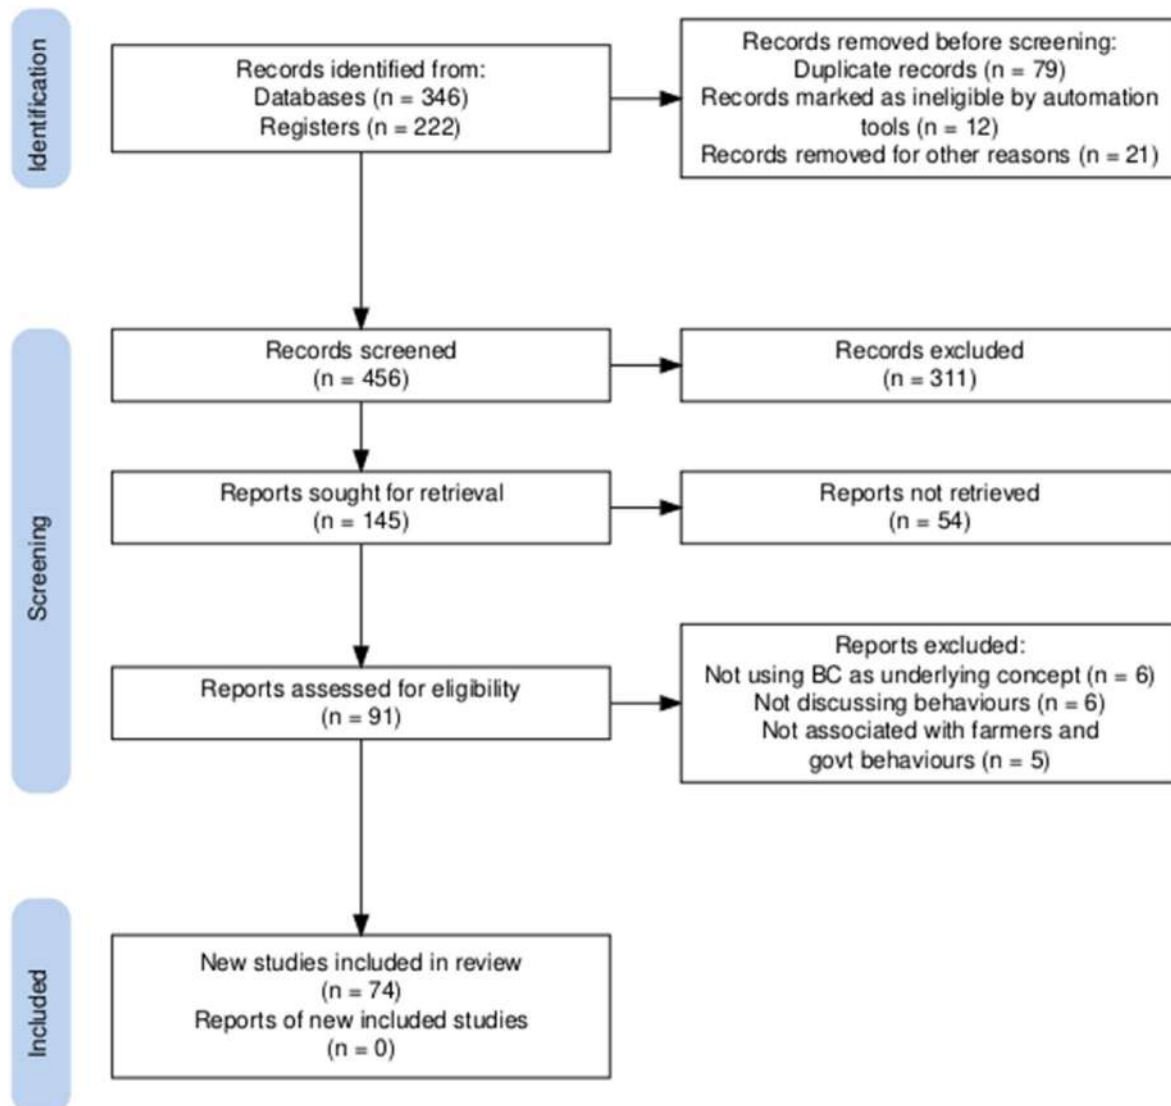 Identification
Records identified from:
Databases (n = 346)
Registers (n = 222)
Records removed before screening:
Duplicate records (n = 79)
Records marked as ineligible by automation
tools (n = 12)
Records removed for other reasons (n = 21)
Screening
Records screened
(n = 456)
Records excluded
(n = 311)
Reports sought for retrieval
(n = 145)
Reports not retrieved
(n = 54)
Reports assessed for eligibility
(n = 91)
Reports excluded:
Not using BC as underlying concept (n = 6)
Not discussing behaviours (n = 6)
Not associated with farmers and
govt behaviours (n = 5)
Included
New studies included in review
(n = 74)
Reports of new included studies
(n = 0)